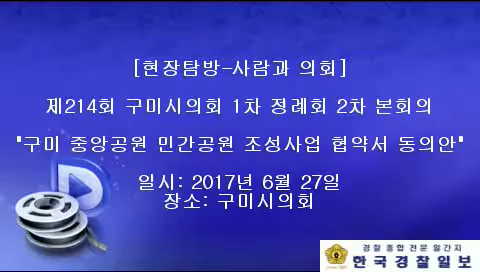 [현장탐방-사람과 의회]
제214회 구미시의회 1차 정례회 2차 본회의
"구미 중앙공원 민간공원 조성사업 협약서 동의안"
일시: 2017년 6월 27일
장소: 구미시의회
경찰 종합 전문 일간지
한국경찰일보